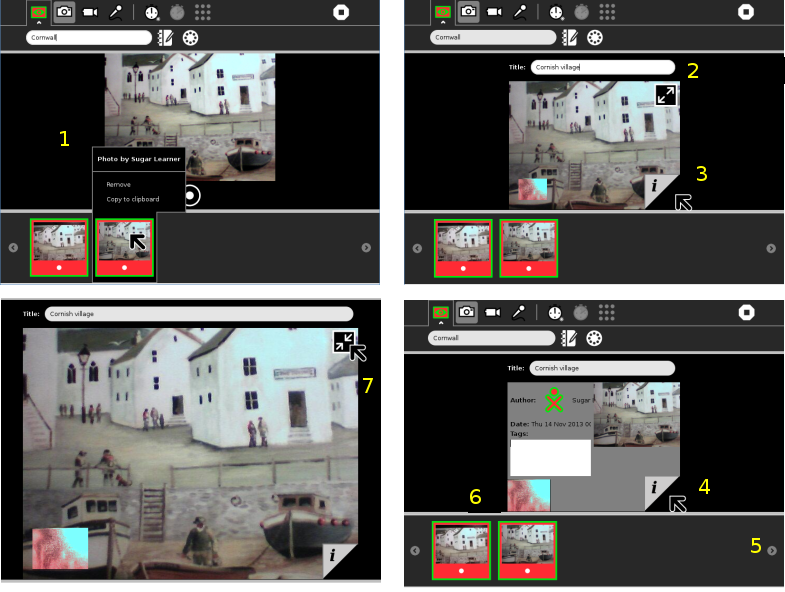 Cornwall
1
Photo by Sugar Learner
Remove
Copy to clipboard
Cornwall
Title: Cornish village
2
3
i
Title: Cornish village
7
i
Cornwall
Title: Cornish village
Author: Sugar
Date: Thu 14 Nov 2013 0
Tags:
i
4
6
5